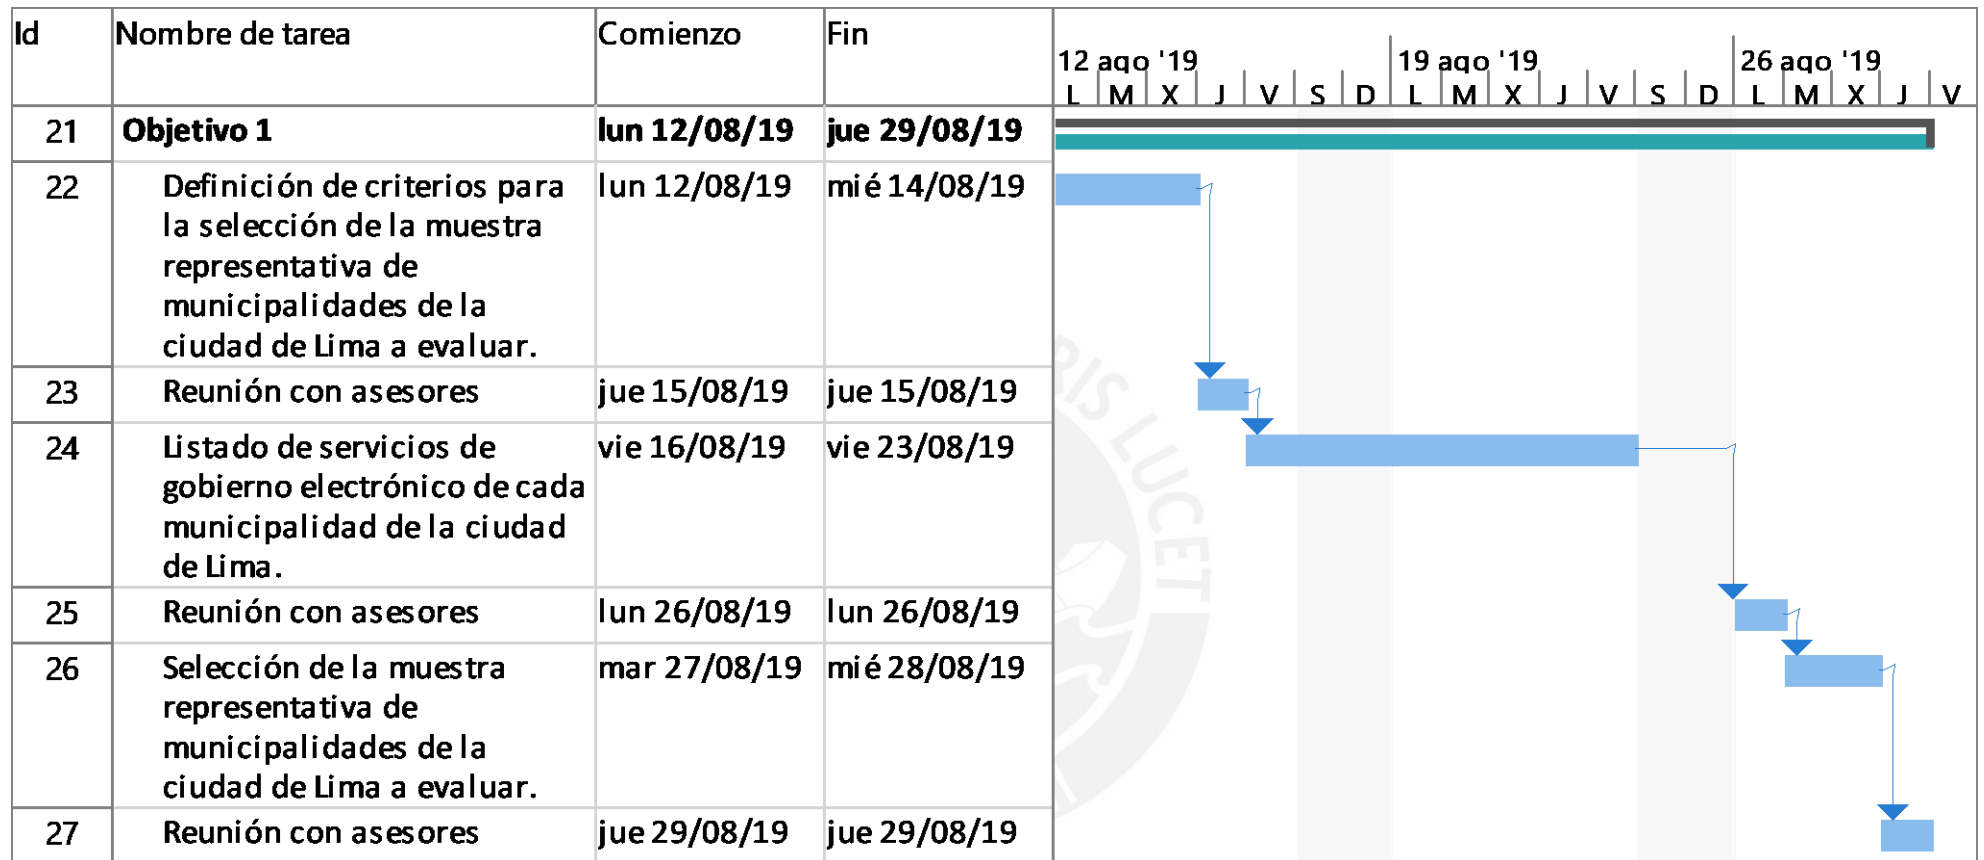 Id Nombre de tarea Comienzo Fin
12 ago '19 19 ago '19 26 ago '19
L M X J V S D L M X J V S D L M X J V
21 Objetivo 1 lun 12/08/19 jue 29/08/19
22 Definición de criterios para lun 12/08/19 mié 14/08/19
la selección de la muestra
representativa de
municipalidades de la
ciudad de Lima a evaluar.
23 Reunión con asesores jue 15/08/19 jue 15/08/19
24 Listado de servicios de vie 16/08/19 vie 23/08/19
gobierno electrónico de cada
municipalidad de la ciudad
de Lima.
25 Reunión con asesores lun 26/08/19 lun 26/08/19
26 Selección de la muestra mar 27/08/19 mié 28/08/19
representativa de
municipalidades de la
ciudad de Lima a evaluar.
27 Reunión con asesores jue 29/08/19 jue 29/08/19
RIS LUCET